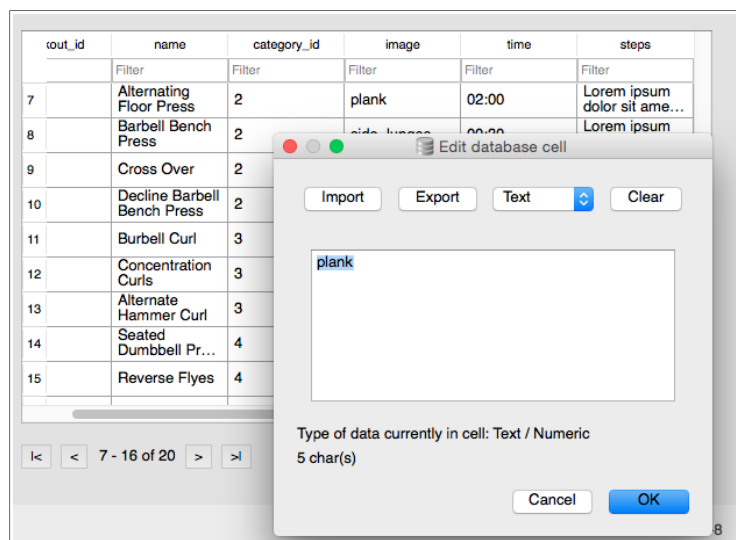 kout_id name category_id image time steps
Filter Filter Filter Filter Filter
7 Alternating Floor Press 2 plank 02:00 Lorem ipsum dolor sit ame...
8 Barbell Bench Press 2 side_lunges 00:30 Lorem ipsum
9 Cross Over 2
10 Decline Barbell Bench Press 2
11 Burbell Curl 3
12 Concentration Curls 3
13 Alternate Hammer Curl 3
14 Seated Dumbbell Pr... 4
15 Reverse Flyes 4
|< < 7 - 16 of 20 > >|
Edit database cell
Import Export Text Clear
plank
Type of data currently in cell: Text / Numeric
5 char(s)
Cancel OK
8